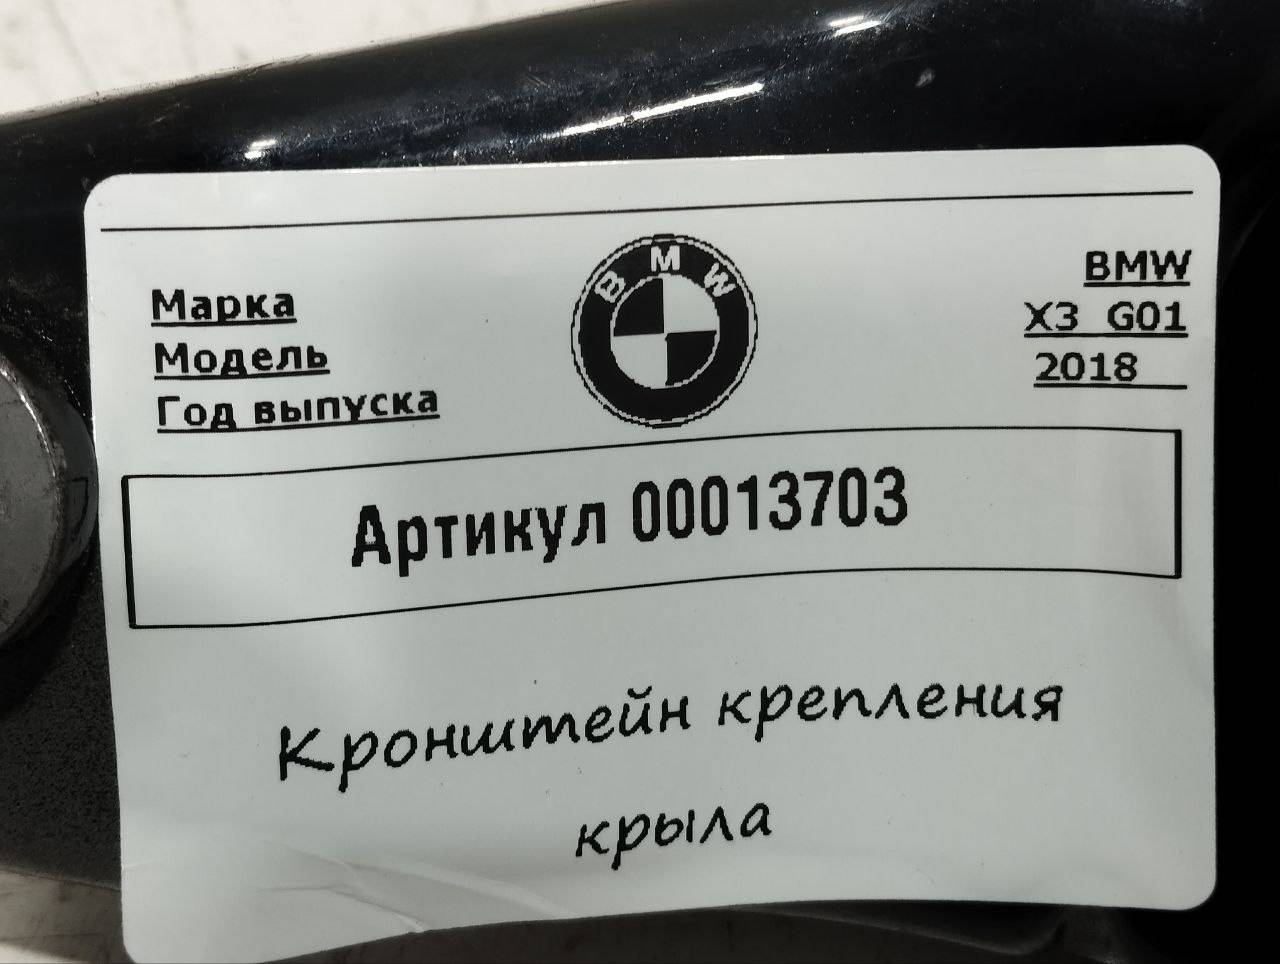 Марка BMW
Модель X3 G01
Год выпуска 2018
BMW
Артикул 00013703
Кронштейн крепления
крыла